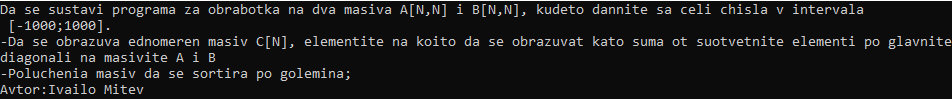 Da se sustavi programa za obrabotka na dva masiva A[N,N] i B[N,N], kudeto dannite sa celi chisla v intervala
[-1000;1000].
-Da se obrazuva ednomeren masiv C[N], elementite na koito da se obrazuvat kato suma ot suotvetnite elementi po glavnite
diagonali na masivite A i B
-Poluchenia masiv da se sortira po golemina;
Avtor:Ivailo Mitev